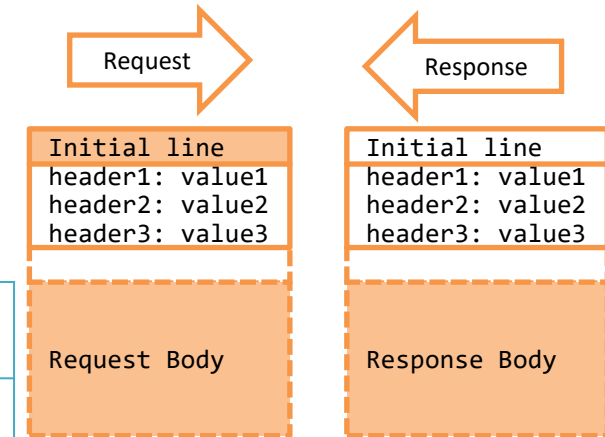 Request
Response
Initial line
header1: value1
header2: value2
header3: value3
Request Body
Initial line
header1: value1
header2: value2
header3: value3
Response Body